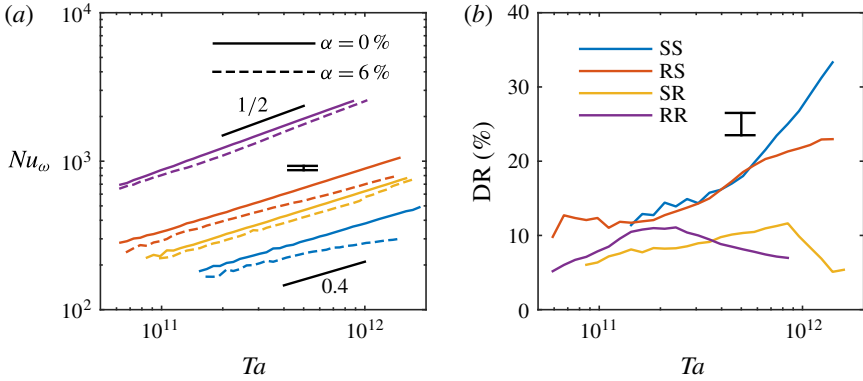 (a)
10^4
α = 0 %
α = 6 %
1/2
Nu_ω
10^3
0.4
10^2
10^11
10^12
Ta
(b)
40
SS
RS
SR
RR
30
DR (%)
20
10
0
10^11
10^12
Ta